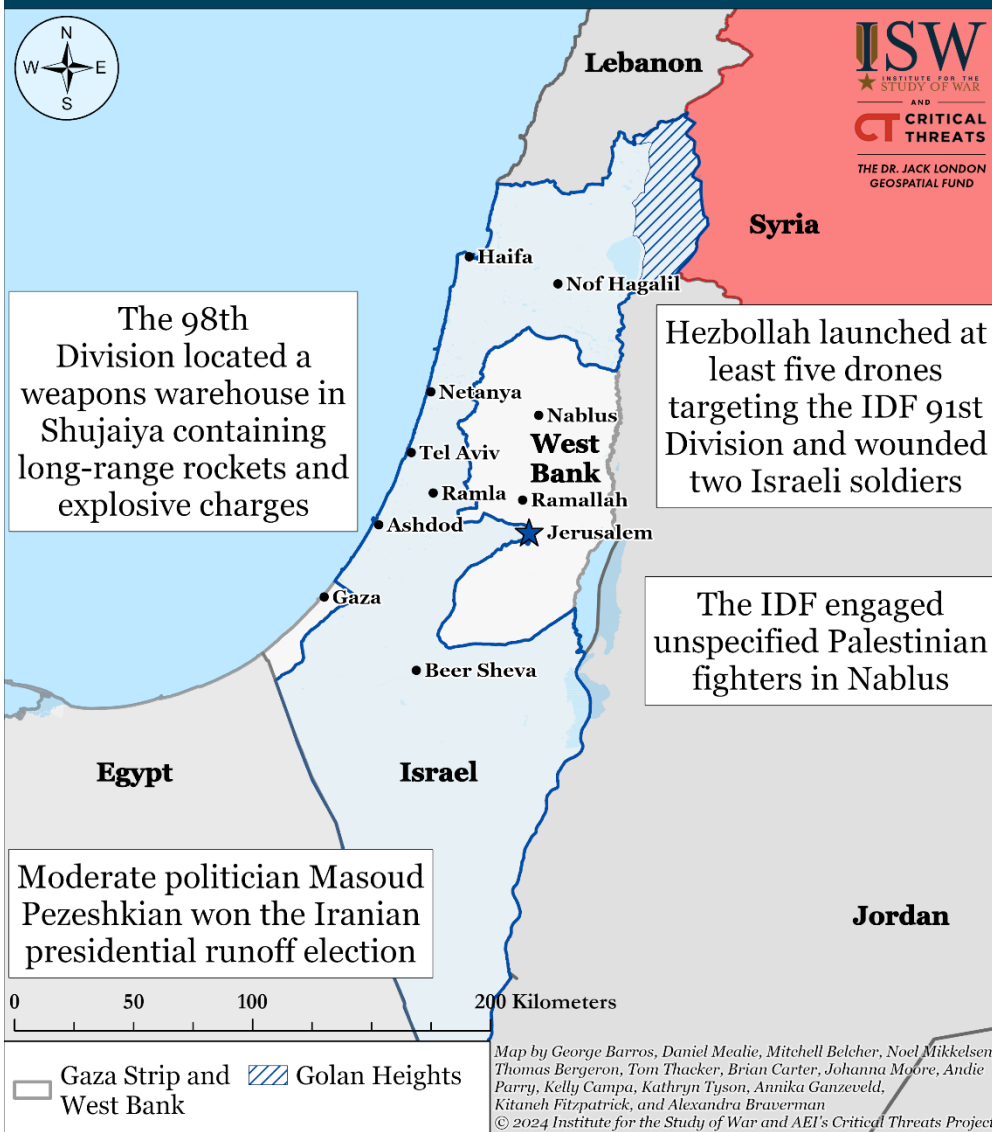 N
W E
S
ISW
INSTITUTE FOR THE
STUDY OF WAR
AND
CT CRITICAL
THREATS
THE DR. JACK LONDON
GEOSPATIAL FUND
Lebanon
Syria
Haifa
Nof Hagalil
The 98th
Division located a
weapons warehouse in
Shujaiya containing
long-range rockets and
explosive charges
Hezbollah launched at
least five drones
targeting the IDF 91st
Division and wounded
two Israeli soldiers
Netanya
Nablus
West
Bank
Tel Aviv
Ramla
Ramallah
Ashdod
Jerusalem
Gaza
The IDF engaged
unspecified Palestinian
fighters in Nablus
Beer Sheva
Egypt
Israel
Moderate politician Masoud
Pezeshkian won the Iranian
presidential runoff election
Jordan
0 50 100 200 Kilometers
Gaza Strip and
West Bank
Golan Heights
Map by George Barros, Daniel Mealie, Mitchell Belcher, Noel Mikkelsen,
Thomas Bergeron, Tom Thacker, Brian Carter, Johanna Moore, Andie
Parry, Kelly Campa, Kathryn Tyson, Annika Ganzeveld,
Kitaneh Fitzpatrick, and Alexandra Braverman
© 2024 Institute for the Study of War and AEI's Critical Threats Project